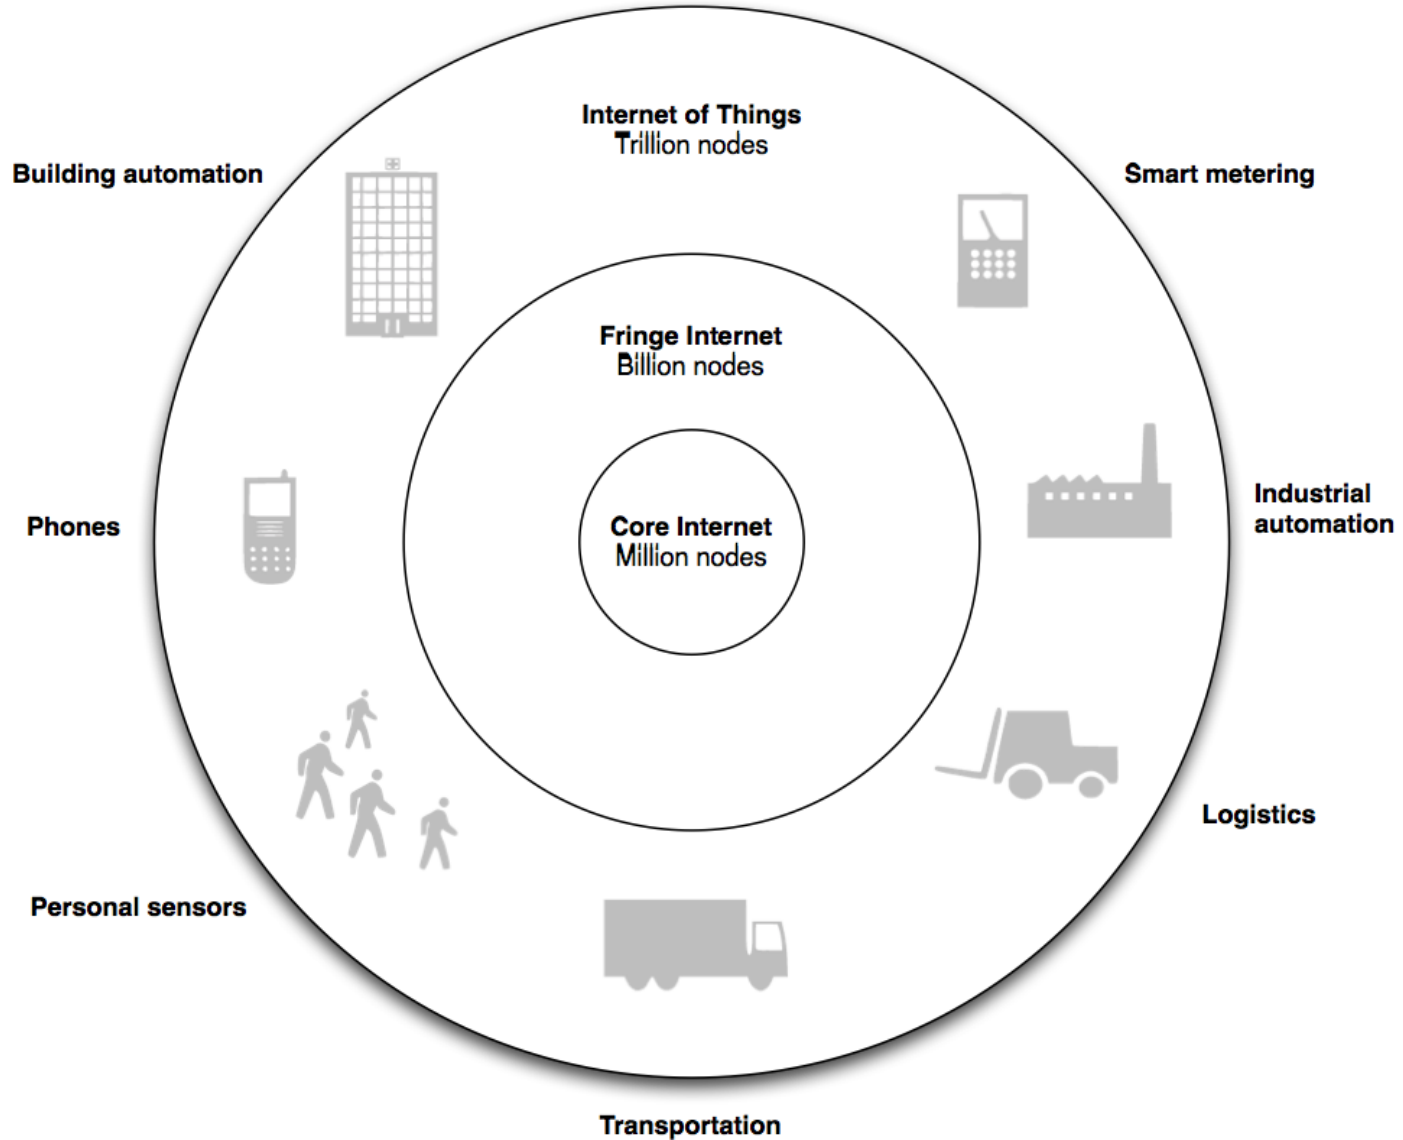 Internet of Things
Trillion nodes
Building automation
Smart metering
Fringe Internet
Billion nodes
Core Internet
Million nodes
Phones
Industrial
automation
Logistics
Personal sensors
Transportation